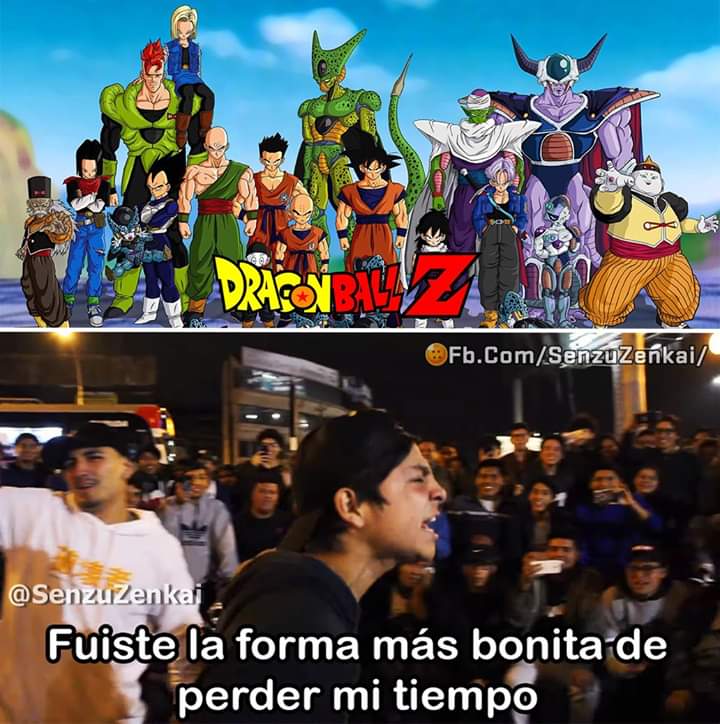 DRAGON BALL Z
Fb.Com/SenzuZenkai/
@SenzuZenkai
Fuiste la forma más bonita de
perder mi tiempo